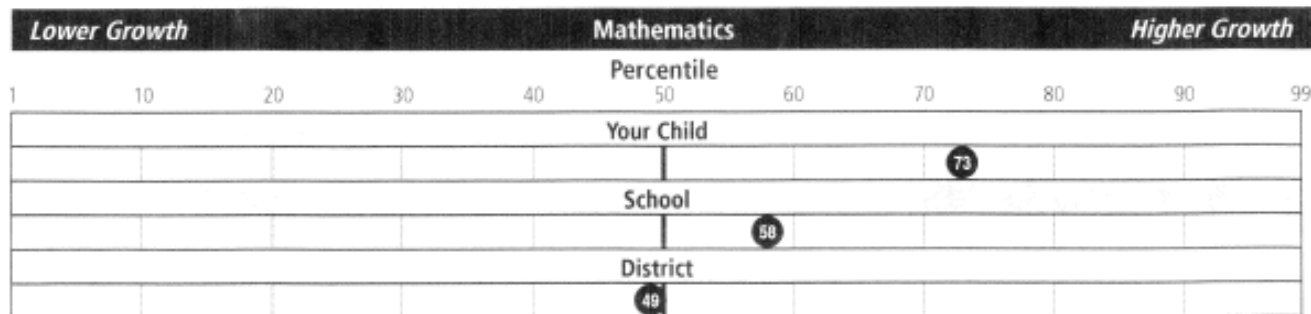 Lower Growth Mathematics Higher Growth
Percentile
1 10 20 30 40 50 60 70 80 90 99
Your Child
73
School
58
District
49